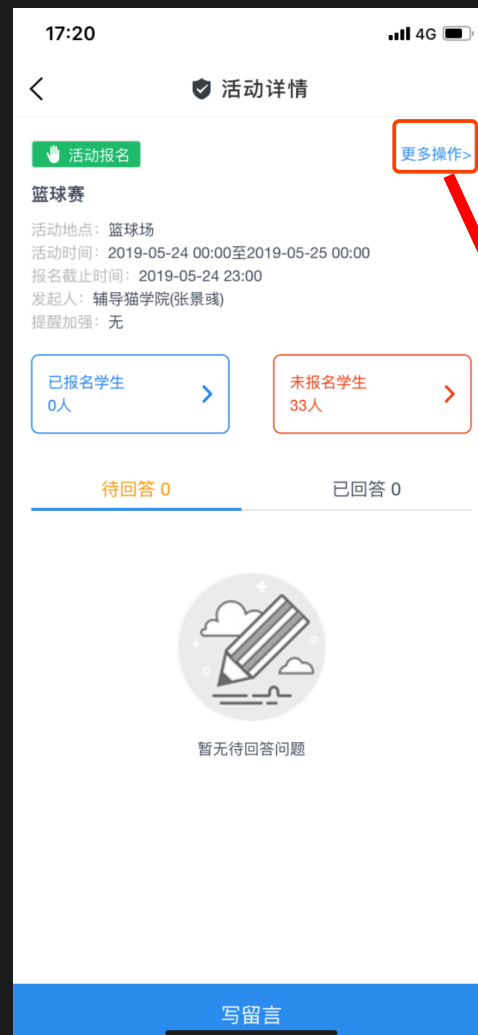 17:20
4G
活动详情
活动报名
更多操作>
篮球赛
活动地点：篮球场
活动时间：2019-05-24 00:00至2019-05-25 00:00
报名截止时间：2019-05-24 23:00
发起人：辅导猫学院(张景彧)
提醒加强：无
已报名学生
0人
未报名学生
33人
待回答 0
已回答 0
暂无待回答问题
写留言